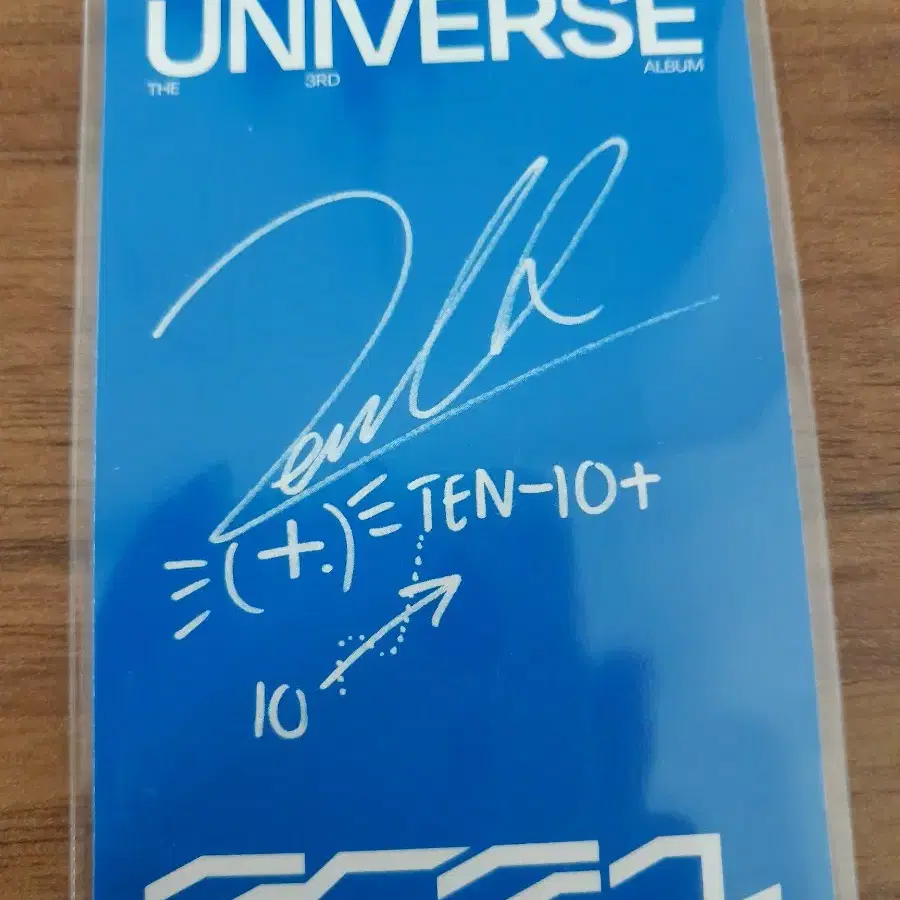 UNIVERSE
THE 3RD ALBUM
(+.) TEN-10+
10